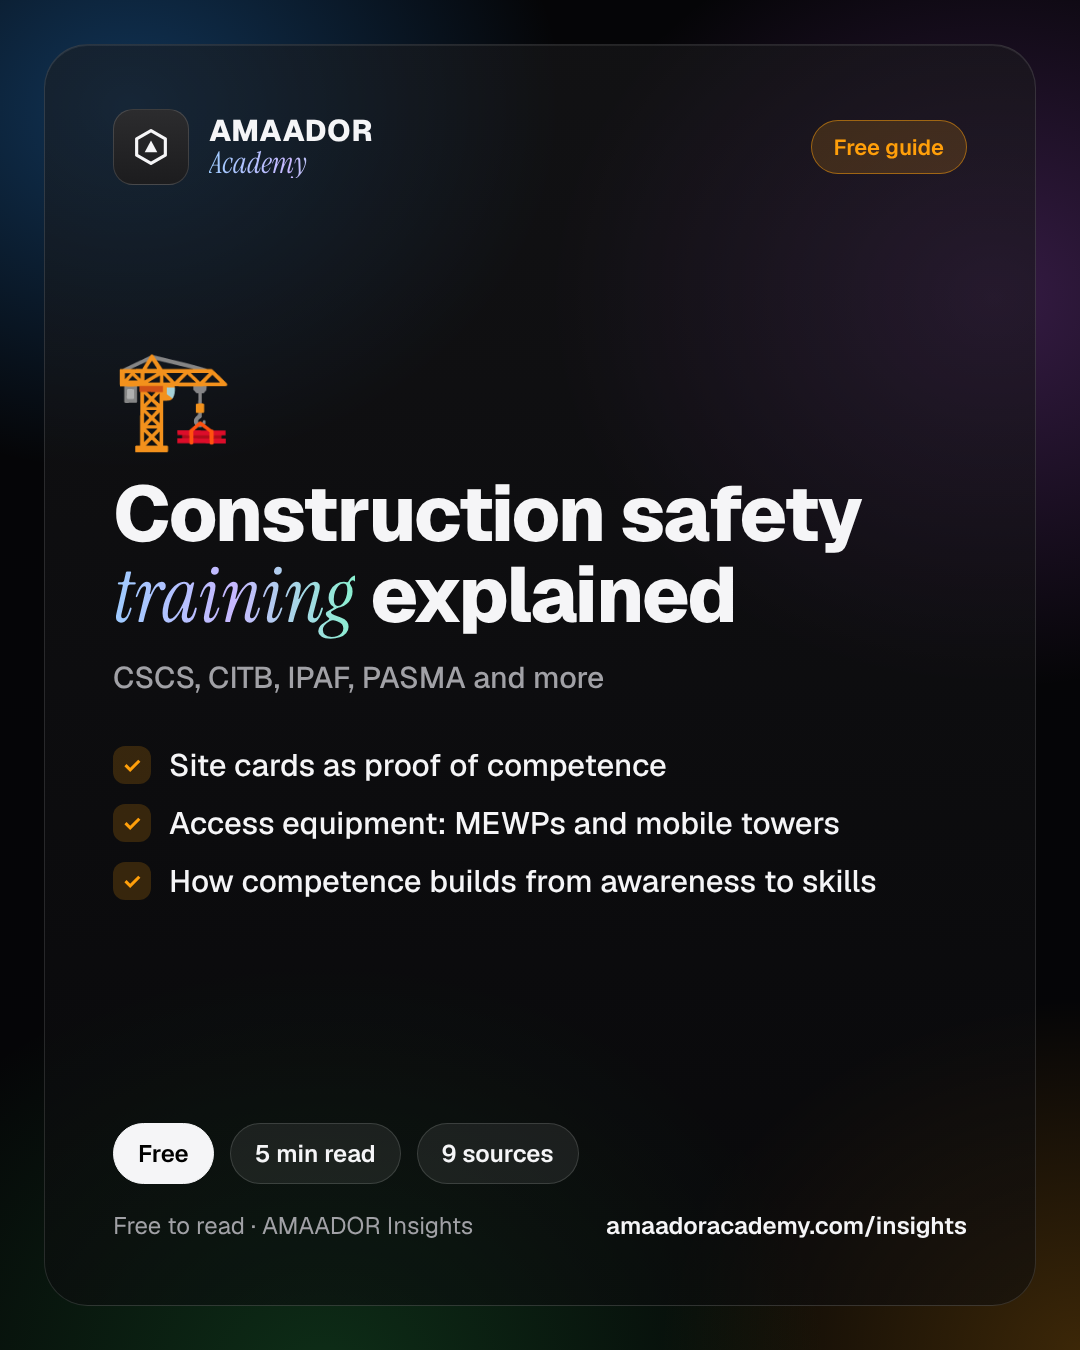 AMAADOR
Academy
Free guide
Construction safety
training explained
CSCS, CITB, IPAF, PASMA and more
Site cards as proof of competence
Access equipment: MEWPs and mobile towers
How competence builds from awareness to skills
Free
5 min read
9 sources
Free to read · AMAADOR Insights
amaadoracademy.com/insights